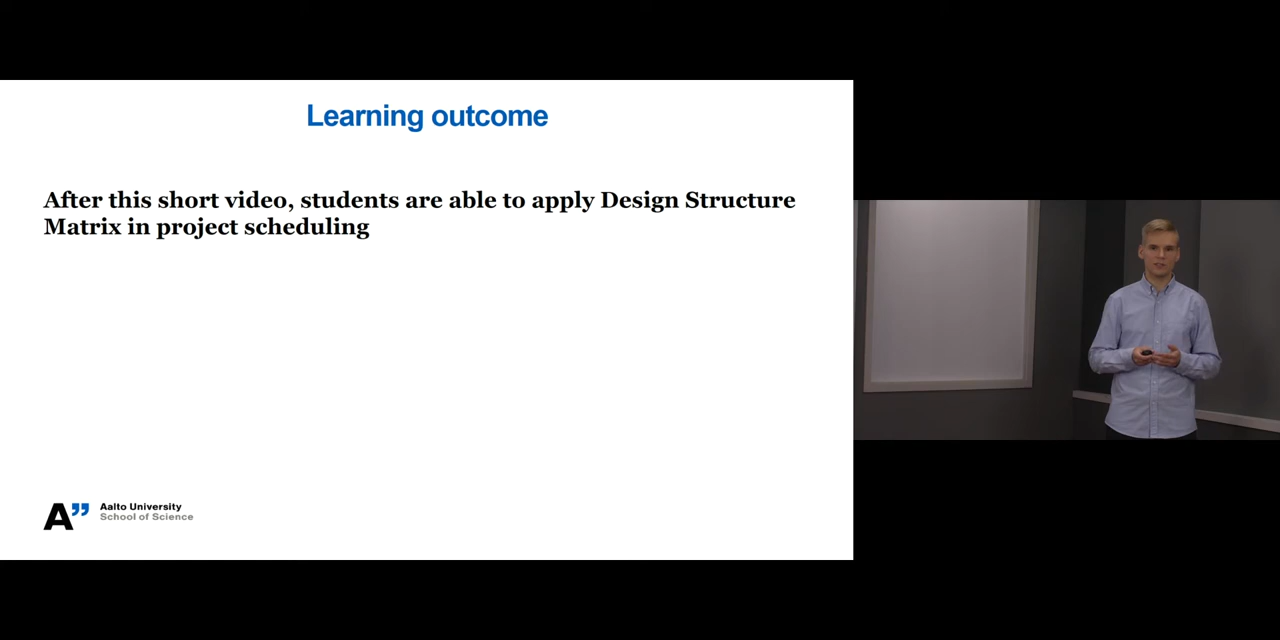 Learning outcome
After this short video, students are able to apply Design Structure
Matrix in project scheduling
A”
Aalto University
School of Science